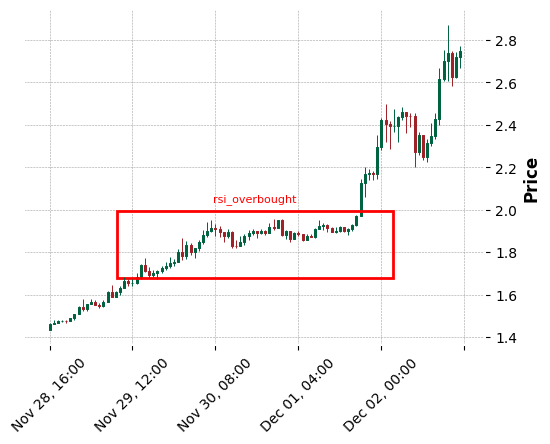 2.8
2.6
2.4
2.2
2.0
1.8
1.6
1.4
Price
rsi_overbought
Nov 28, 16:00
Nov 29, 12:00
Nov 30, 08:00
Dec 01, 04:00
Dec 02, 00:00